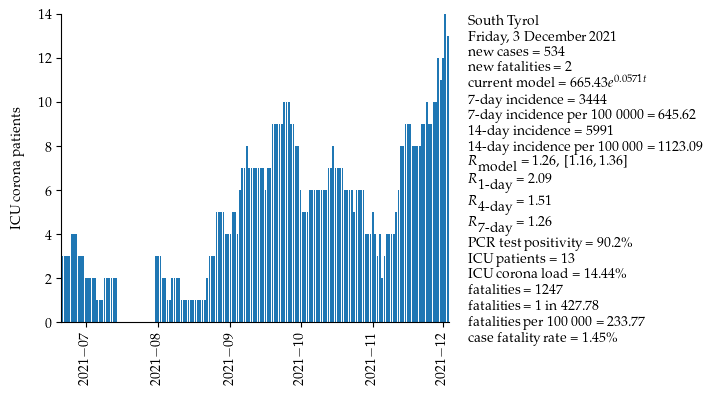 14
12
10
8
6
4
2
0
ICU corona patients
2021−07
2021−08
2021−09
2021−10
2021−11
2021−12
South Tyrol
Friday, 3 December 2021
new cases = 534
new fatalities = 2
current model = 665.43e^0.0571t
7-day incidence = 3444
7-day incidence per 100 0000 = 645.62
14-day incidence = 5991
14-day incidence per 100 000 = 1123.09
R_model = 1.26, [1.16, 1.36]
R_1-day = 2.09
R_4-day = 1.51
R_7-day = 1.26
PCR test positivity = 90.2%
ICU patients = 13
ICU corona load = 14.44%
fatalities = 1247
fatalities = 1 in 427.78
fatalities per 100 000 = 233.77
case fatality rate = 1.45%